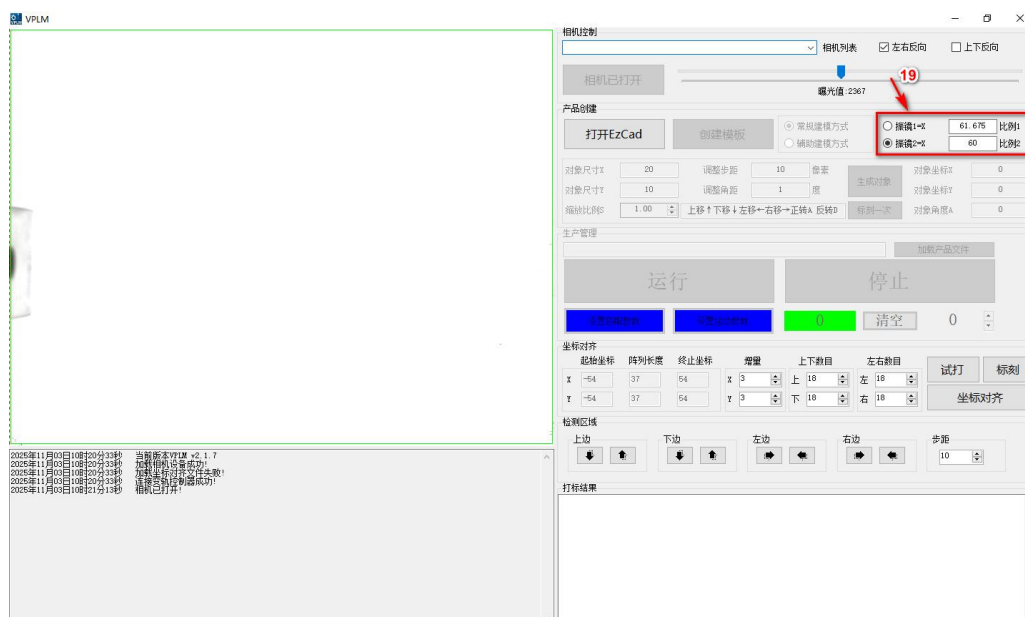 VPLM
相机控制
相机列表
左右反向
上下反向
相机已打开
曝光值:2367
19
产品创建
打开EzCad
创建模板
常规建模方式
辅助建模方式
振镜1=X 61.675 比例1
振镜2=X 60 比例2
对象尺寸X 20 调整步距 10 像素 生成对象 对象坐标X 0
对象尺寸Y 10 调整角距 1 度 对象坐标Y 0
缩放比例S 1.00 上移↑下移↓左移←右移→正转A 反转D 标刻一次 对象角度A 0
生产管理
加载产品文件
运行 停止
0 清空 0
坐标对齐
起始坐标 阵列长度 终止坐标 增量 上下数目 左右数目
X -54 37 54 X 3 上 18 左 18 试打 标刻
Y -54 37 54 Y 3 下 18 右 18 坐标对齐
检测区域
上边 下边 左边 右边 步距
10
打标结果
2025年11月03日10时20分33秒 当前版本VPLM v2.1.7
2025年11月03日10时20分33秒 加载相机设备成功!
2025年11月03日10时20分33秒 加载坐标对齐文件失败!
2025年11月03日10时20分33秒 连接变轨控制器成功!
2025年11月03日10时21分13秒 相机已打开!